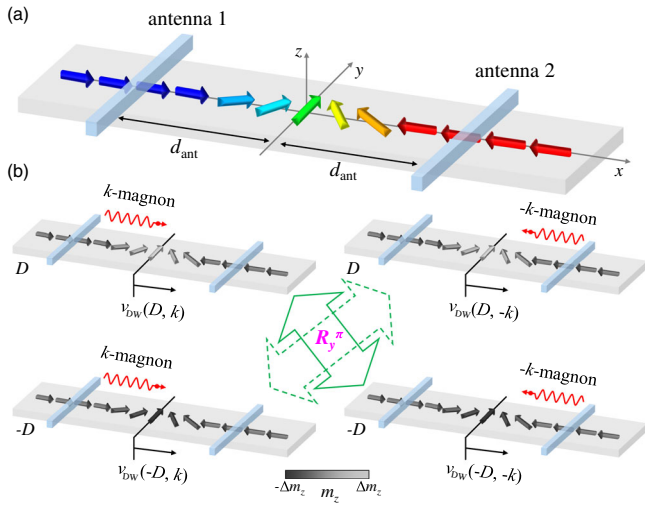 (a)
antenna 1
z
y
antenna 2
d_ant
d_ant
x
(b)
k-magnon
-k-magnon
D
D
v_DW(D, k)
v_DW(D, -k)
R_y^π
k-magnon
-k-magnon
-D
-D
v_DW(-D, k)
v_DW(-D, -k)
-Δm_z
m_z
Δm_z